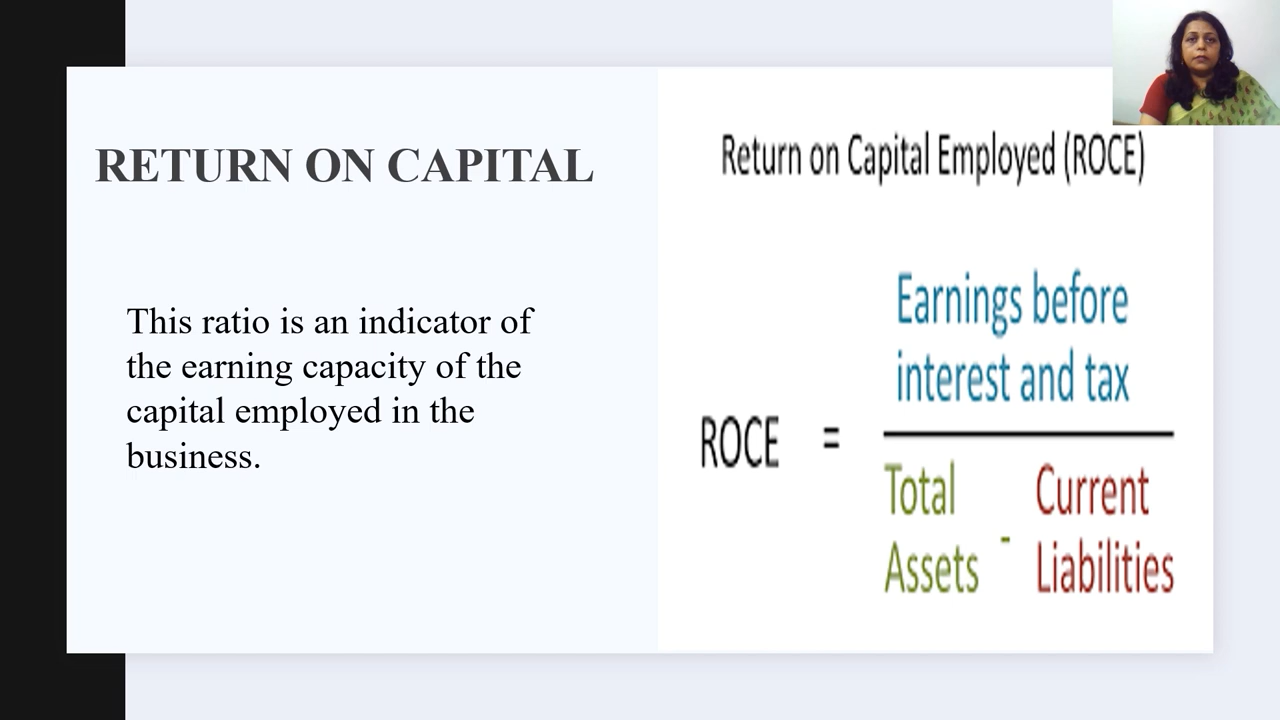 RETURN ON CAPITAL
This ratio is an indicator of
the earning capacity of the
capital employed in the
business.
Return on Capital Employed (ROCE)
Earnings before
interest and tax
ROCE =
Total Current
Assets - Liabilities